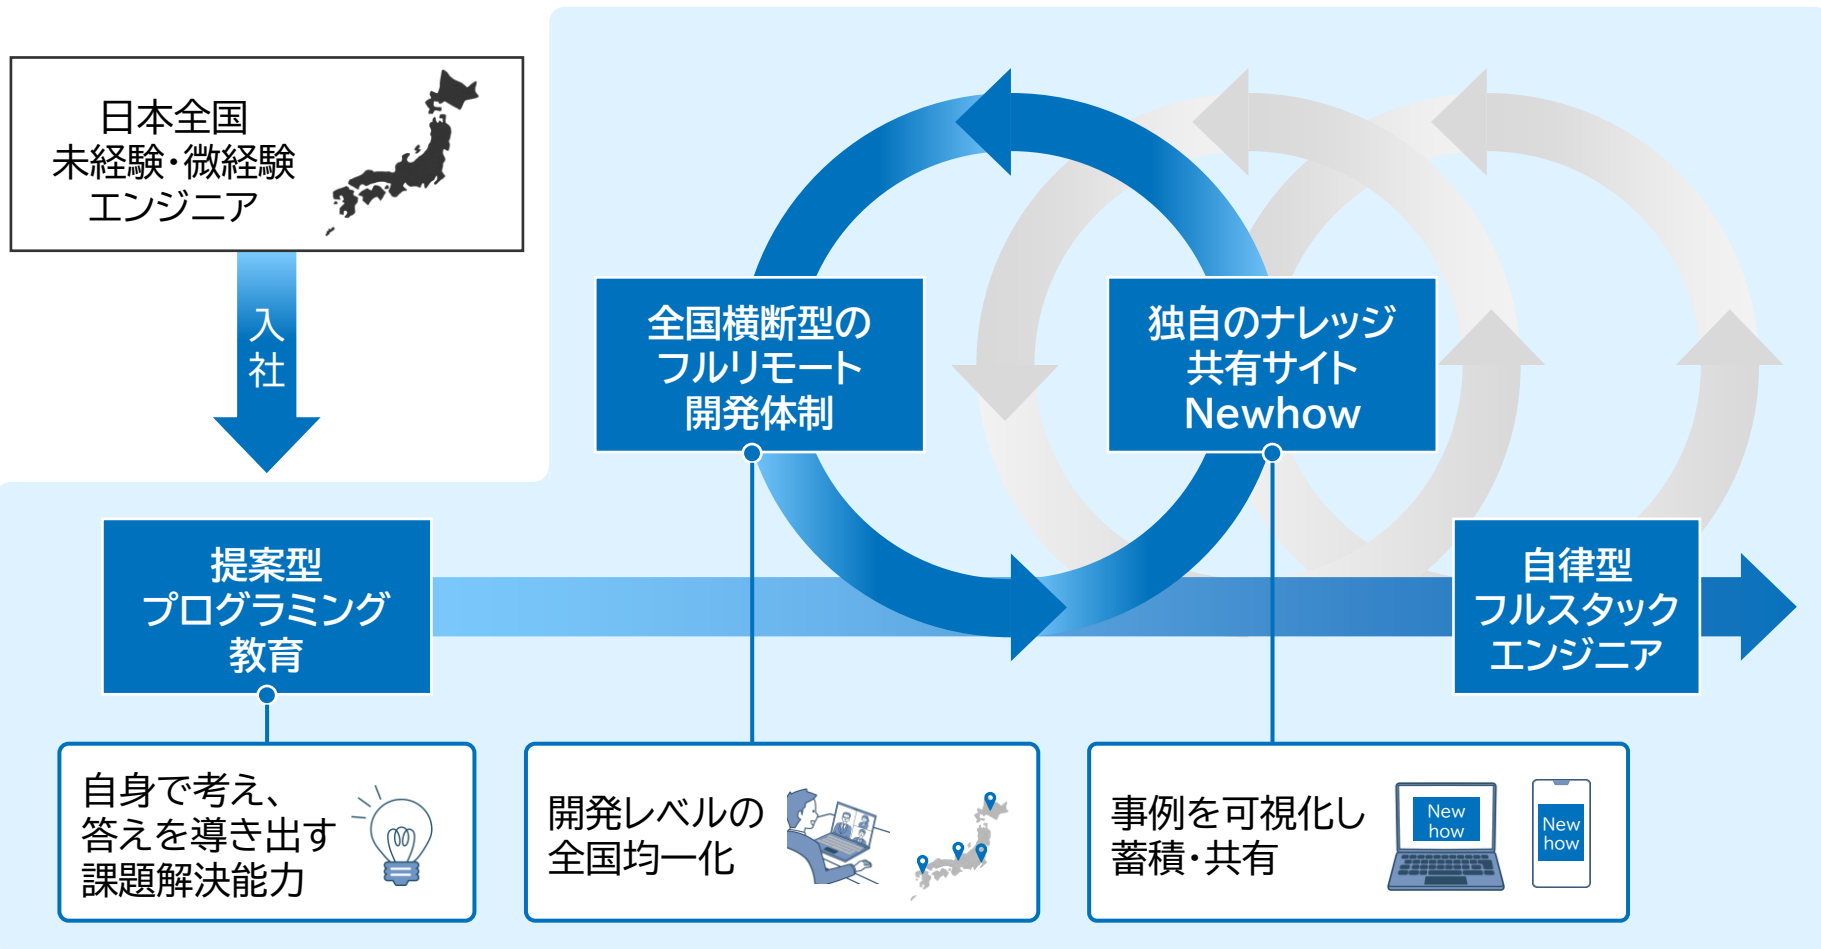 日本全国
未経験・微経験
エンジニア
入
社
全国横断型の
フルリモート
開発体制
独自のナレッジ
共有サイト
Newhow
提案型
プログラミング
教育
自律型
フルスタック
エンジニア
自身で考え、
答えを導き出す
課題解決能力
開発レベルの
全国均一化
事例を可視化し
蓄積・共有
New
how
New
how